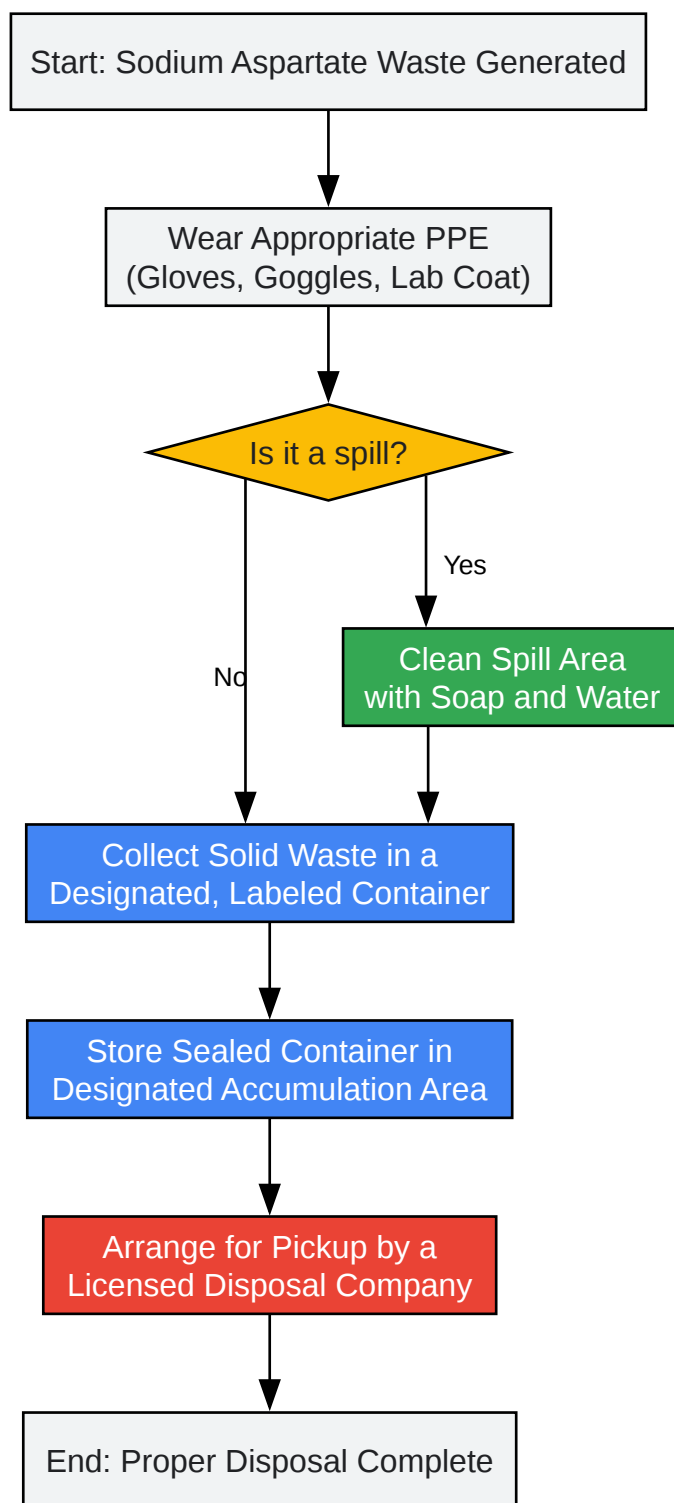 Start: Sodium Aspartate Waste Generated
Wear Appropriate PPE
(Gloves, Goggles, Lab Coat)
Is it a spill?
Yes
Clean Spill Area
with Soap and Water
No
Collect Solid Waste in a
Designated, Labeled Container
Store Sealed Container in
Designated Accumulation Area
Arrange for Pickup by a
Licensed Disposal Company
End: Proper Disposal Complete